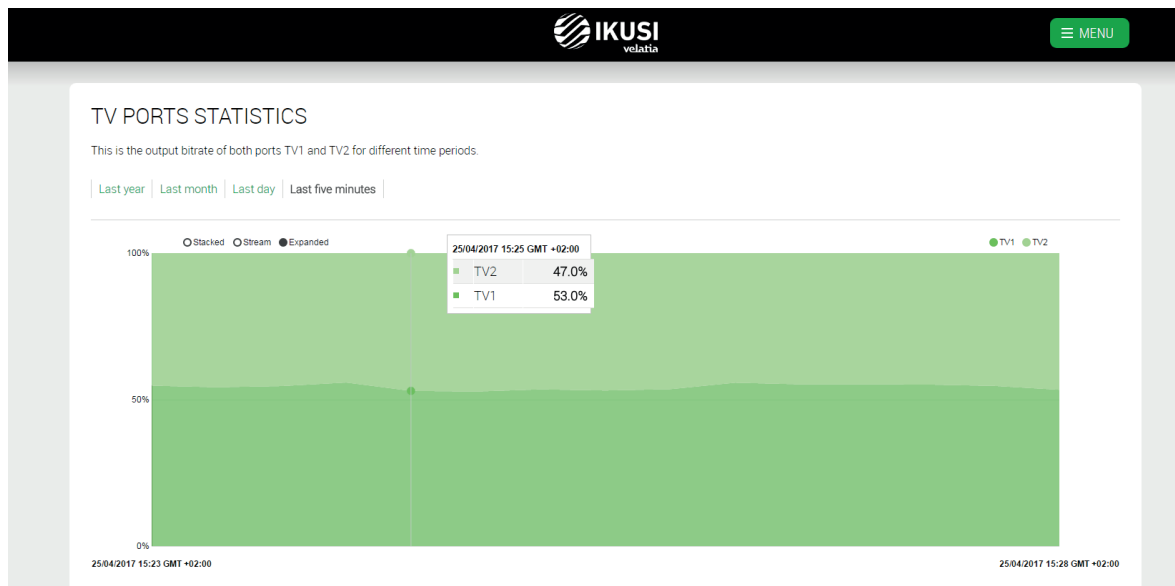 IKUSI
velatia
☰ MENU
TV PORTS STATISTICS
This is the output bitrate of both ports TV1 and TV2 for different time periods.
Last year Last month Last day Last five minutes
Stacked Stream Expanded
TV1 TV2
100%
25/04/2017 15:25 GMT +02:00
TV2 47.0%
TV1 53.0%
50%
0%
25/04/2017 15:23 GMT +02:00
25/04/2017 15:28 GMT +02:00